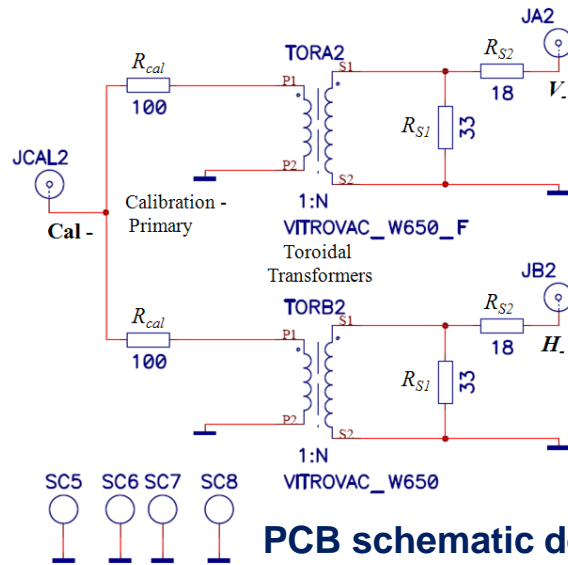 JA2
TORA2
R_S2
R_cal
P1
S1
18
V_-
100
R_S1
33
JCAL2
P2
S2
1:N
Calibration -
Primary
Cal -
VITROVAC_W650_F
Toroidal
Transformers
JB2
TORB2
R_S2
R_cal
P1
S1
18
H_-
100
R_S1
33
P2
S2
1:N
VITROVAC_W650
SC5 SC6 SC7 SC8
PCB schematic